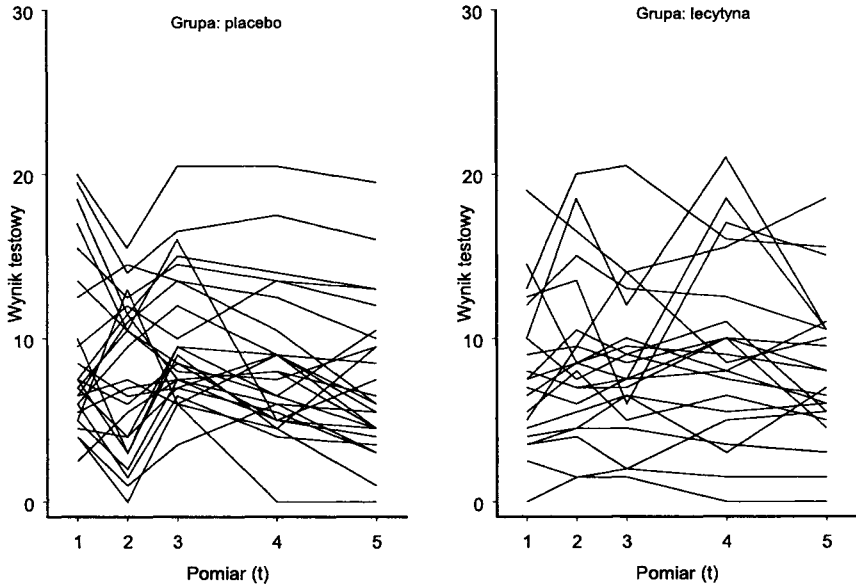 Grupa: placebo
30
20
10
0
Wynik testowy
1 2 3 4 5
Pomiar (t)
Grupa: lecytyna
30
20
10
0
Wynik testowy
1 2 3 4 5
Pomiar (t)